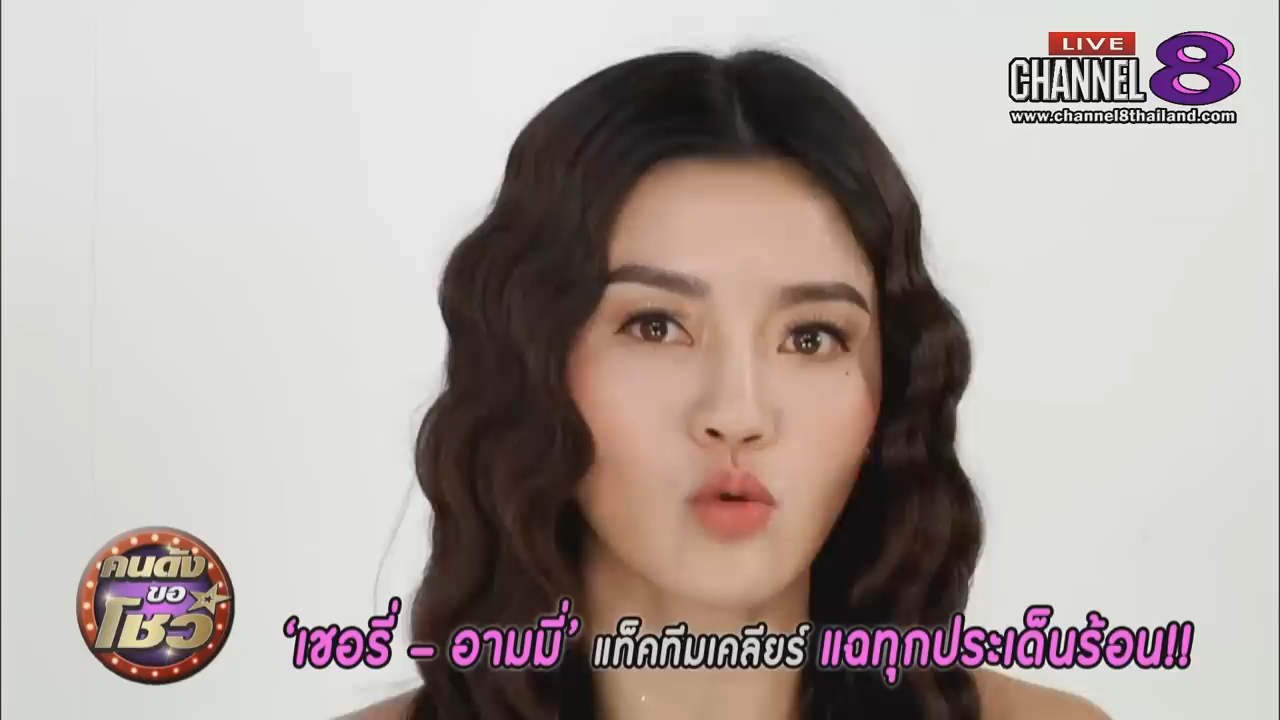 LIVE
CHANNEL 8
www.channel8thailand.com
คนดัง
ขอ
โชว์
‘เชอรี่ – อามมี่’ แท็คทีมเคลียร์ แฉทุกประเด็นร้อน!!